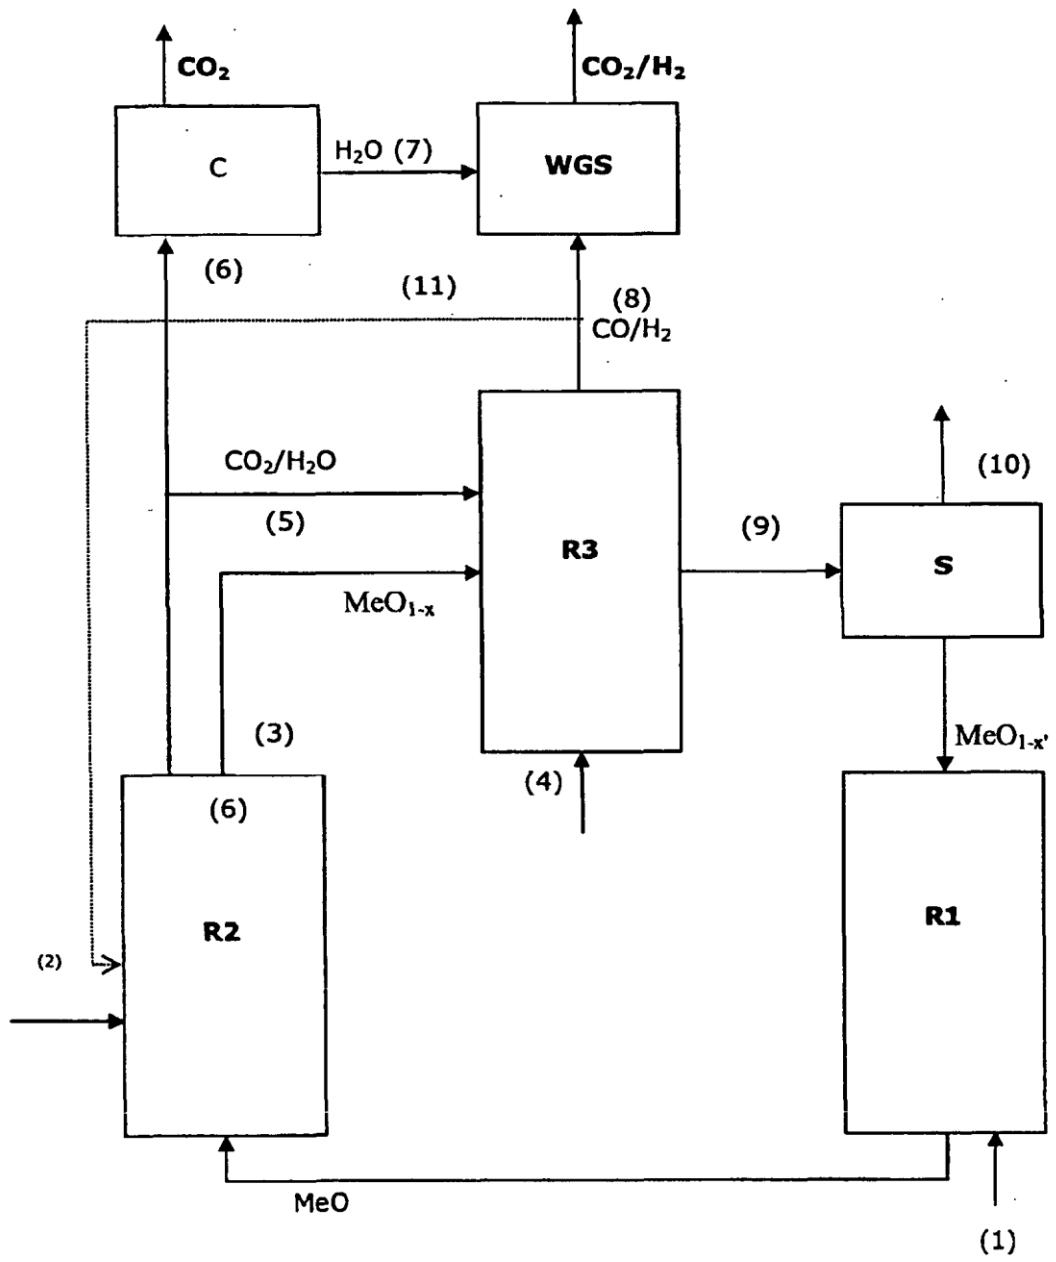 CO₂
CO₂/H₂
C
H₂O (7)
WGS
(6)
(11)
(8)
CO/H₂
CO₂/H₂O
(5)
(10)
(9)
R3
S
MeO₁₋ₓ
(3)
(4)
MeO₁₋ₓ'
(6)
R2
R1
(2)
MeO
(1)